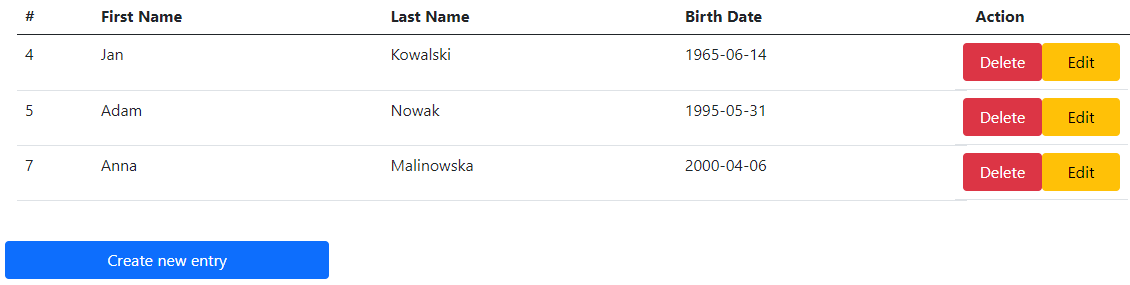 # First Name Last Name Birth Date Action
4 Jan Kowalski 1965-06-14 Delete Edit
5 Adam Nowak 1995-05-31 Delete Edit
7 Anna Malinowska 2000-04-06 Delete Edit
Create new entry